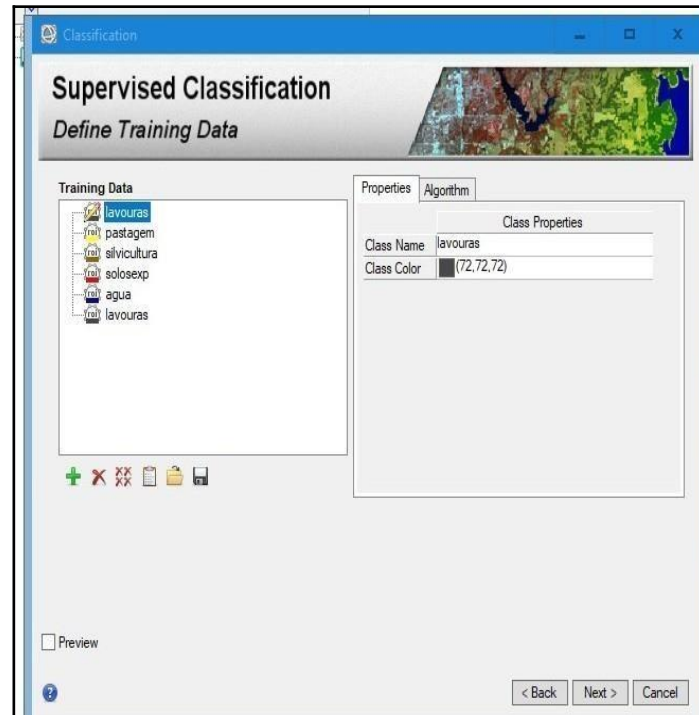 Classification
Supervised Classification
Define Training Data
Training Data
lavouras
pastagem
silvicultura
solosexp
agua
lavouras
Properties
Algorithm
Class Properties
Class Name lavouras
Class Color (72,72,72)
Preview
< Back
Next >
Cancel